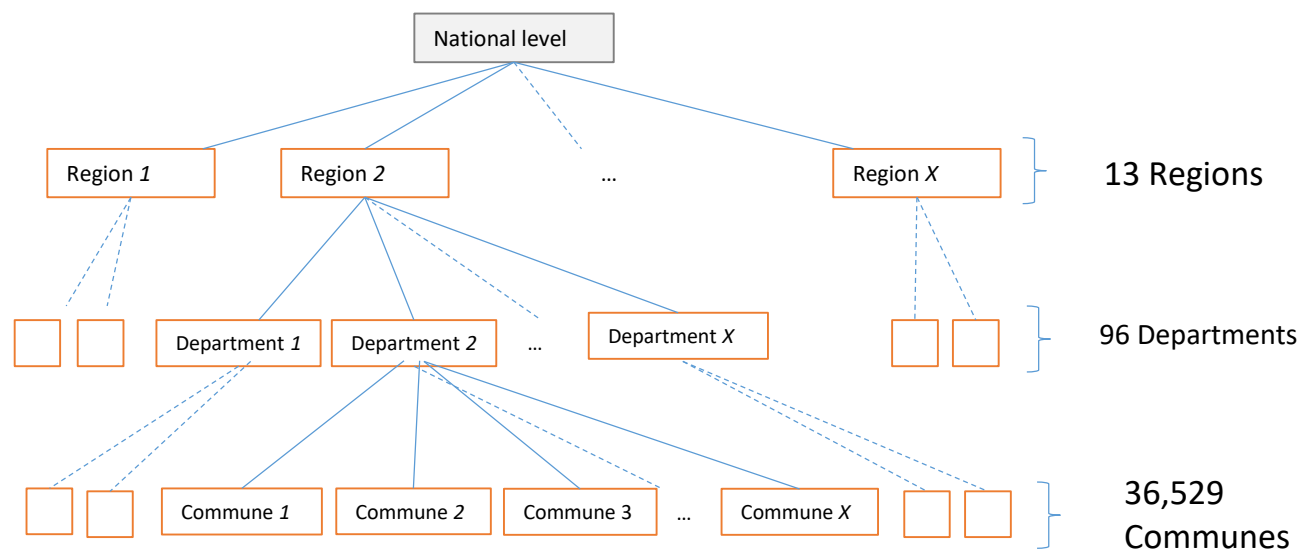 National level
Region 1
Region 2
...
Region X
13 Regions
Department 1
Department 2
...
Department X
96 Departments
Commune 1
Commune 2
Commune 3
...
Commune X
36,529
Communes